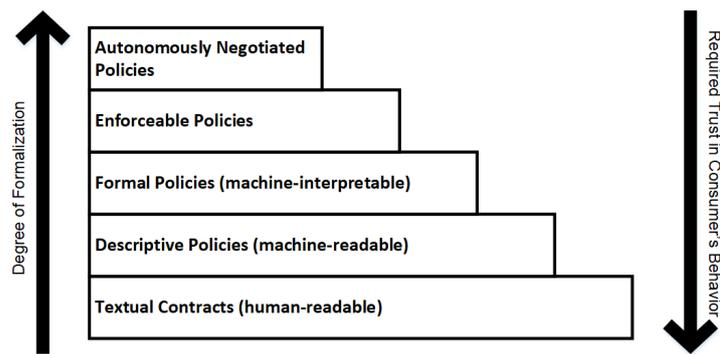 Autonomously Negotiated
Policies
Enforceable Policies
Formal Policies (machine-interpretable)
Descriptive Policies (machine-readable)
Textual Contracts (human-readable)
Degree of Formalization
Required Trust in Consumer's Behavior